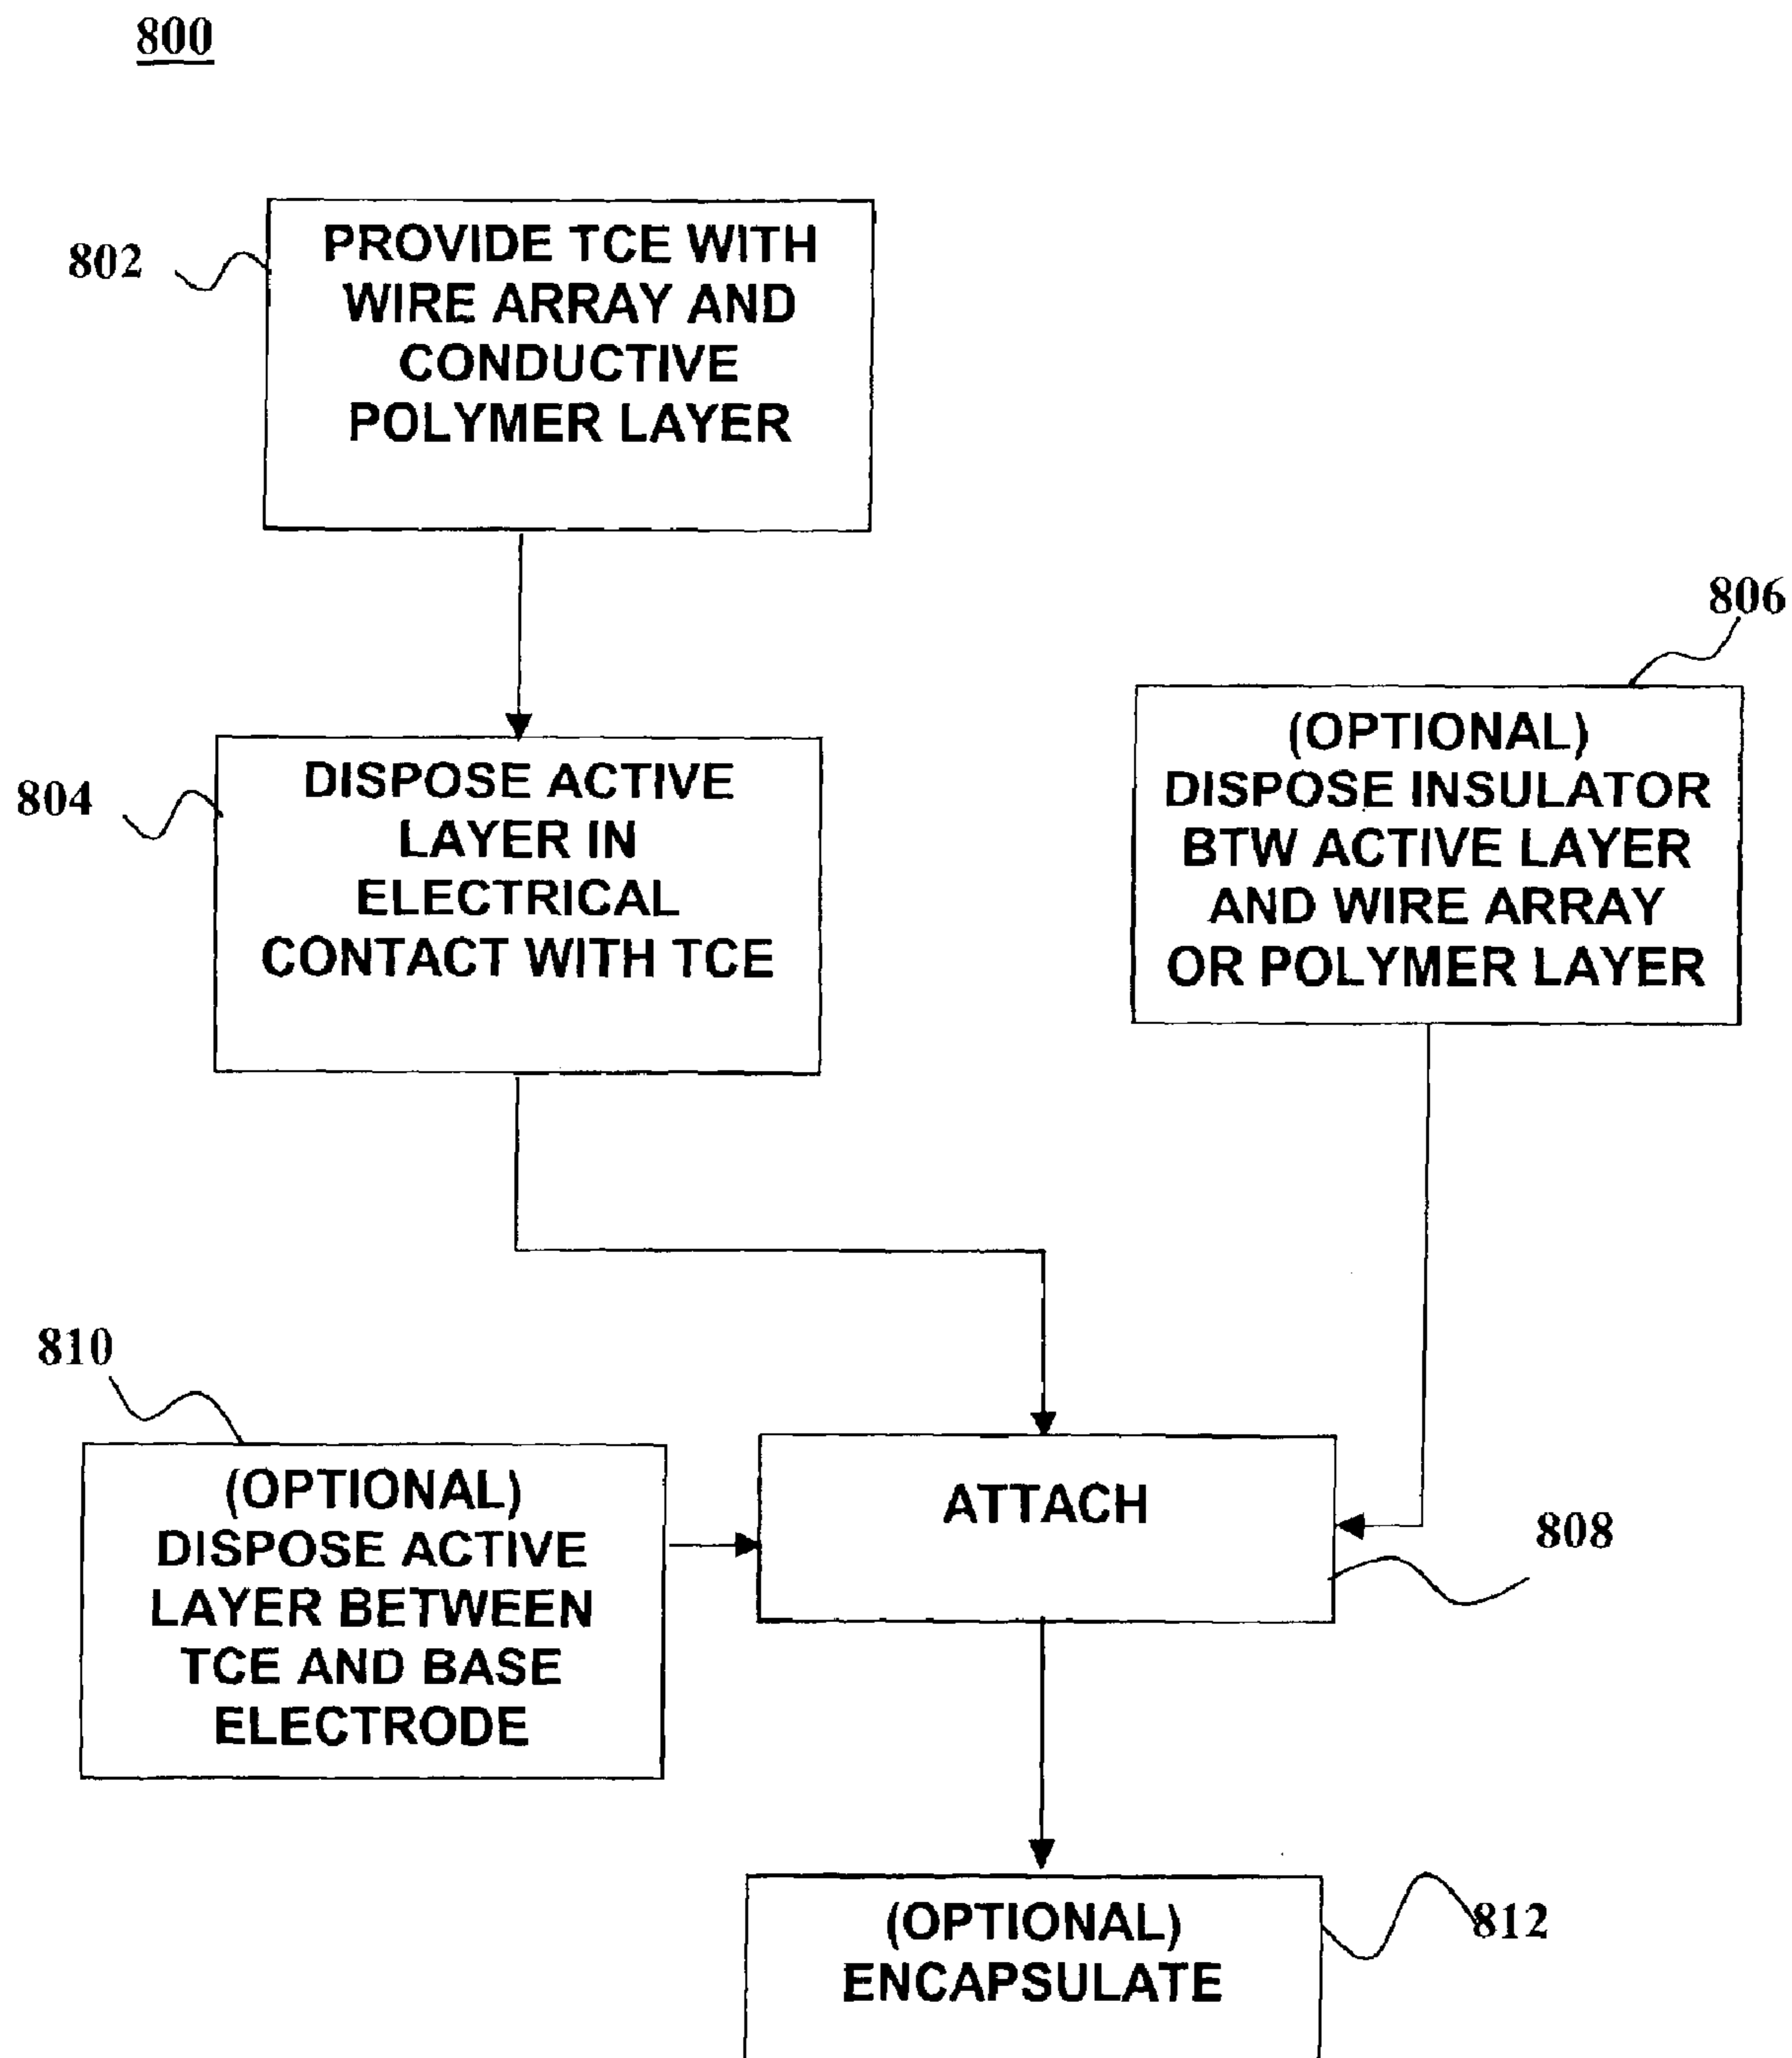 800
802
PROVIDE TCE WITH
WIRE ARRAY AND
CONDUCTIVE
POLYMER LAYER
804
DISPOSE ACTIVE
LAYER IN
ELECTRICAL
CONTACT WITH TCE
806
(OPTIONAL)
DISPOSE INSULATOR
BTW ACTIVE LAYER
AND WIRE ARRAY
OR POLYMER LAYER
810
(OPTIONAL)
DISPOSE ACTIVE
LAYER BETWEEN
TCE AND BASE
ELECTRODE
ATTACH
808
(OPTIONAL)
ENCAPSULATE
812